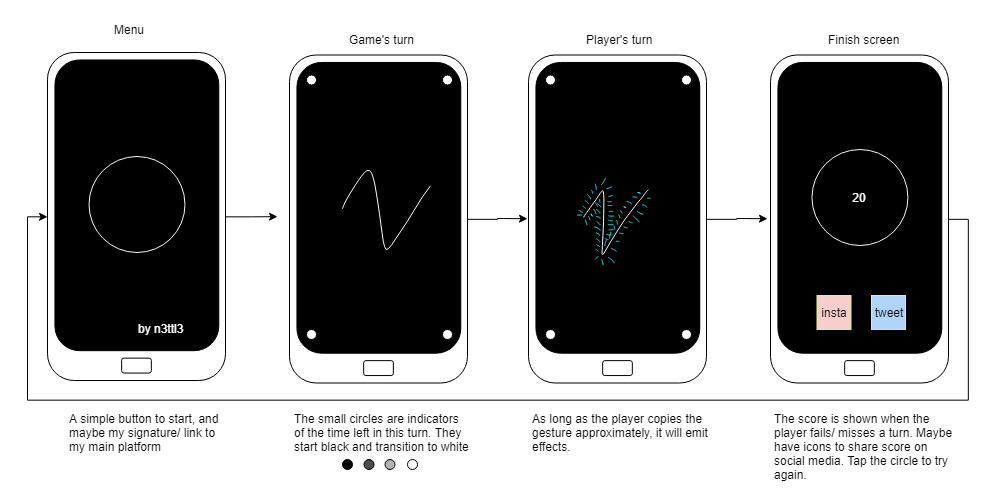 Menu
Game's turn
Player's turn
Finish screen
20
insta
tweet
by n3ttl3
A simple button to start, and
maybe my signature/ link to
my main platform
The small circles are indicators
of the time left in this turn. They
start black and transition to white
As long as the player copies the
gesture approximately, it will emit
effects.
The score is shown when the
player fails/ misses a turn. Maybe
have icons to share score on
social media. Tap the circle to try
again.